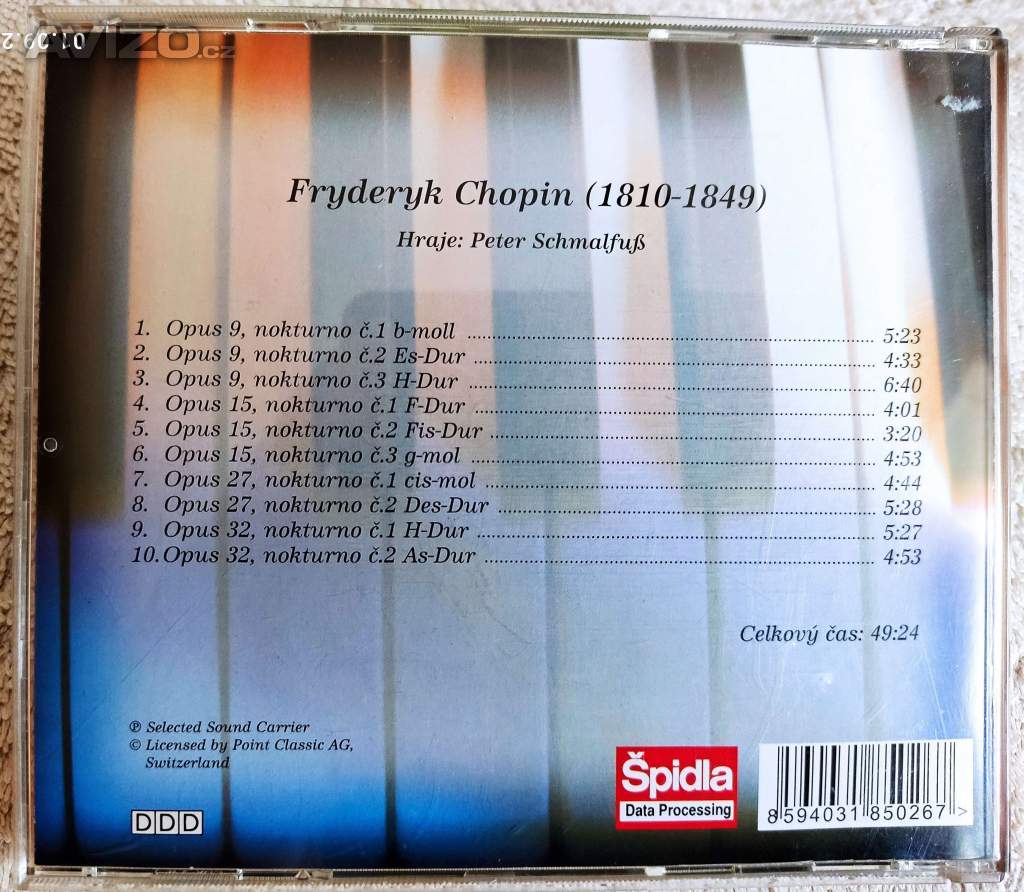 AVIZO.cz
Fryderyk Chopin (1810-1849)
Hraje: Peter Schmalfuß
1. Opus 9, nokturno č.1 b-moll ........ 5:23
2. Opus 9, nokturno č.2 Es-Dur ........ 4:33
3. Opus 9, nokturno č.3 H-Dur ........ 6:40
4. Opus 15, nokturno č.1 F-Dur ........ 4:01
5. Opus 15, nokturno č.2 Fis-Dur ........ 3:20
6. Opus 15, nokturno č.3 g-mol ........ 4:53
7. Opus 27, nokturno č.1 cis-mol ........ 4:44
8. Opus 27, nokturno č.2 Des-Dur ........ 5:28
9. Opus 32, nokturno č.1 H-Dur ........ 5:27
10. Opus 32, nokturno č.2 As-Dur ........ 4:53
Celkový čas: 49:24
℗ Selected Sound Carrier
© Licensed by Point Classic AG,
Switzerland
DDD
Špidla
Data Processing
8594031850267>